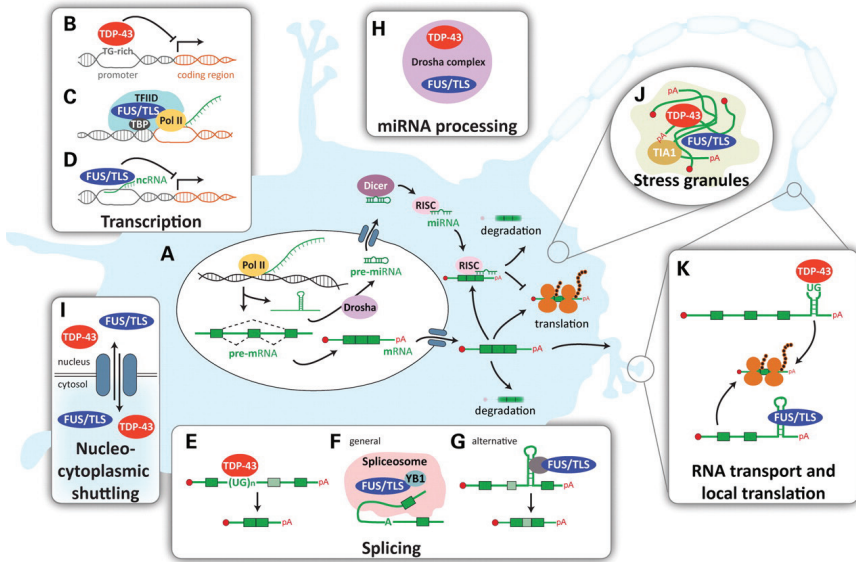 B
TDP-43
TG-rich
promoter
coding region
C
TFIID
FUS/TLS
TBP
Pol II
D
FUS/TLS
ncRNA
Transcription
H
TDP-43
Drosha complex
FUS/TLS
miRNA processing
J
pA
TDP-43
pA
FUS/TLS
TIA1
pA
Stress granules
A
Pol II
Dicer
RISC
miRNA
pre-miRNA
Drosha
pre-mRNA
pA
mRNA
RISC
pA
degradation
pA
translation
pA
degradation
I
FUS/TLS
TDP-43
nucleus
cytosol
FUS/TLS
TDP-43
Nucleo-
cytoplasmic
shuttling
E
TDP-43
(UG)n
pA
pA
F general
Spliceosome
YB1
FUS/TLS
A
G alternative
FUS/TLS
pA
pA
Splicing
K
TDP-43
UG
pA
pA
FUS/TLS
pA
RNA transport and
local translation